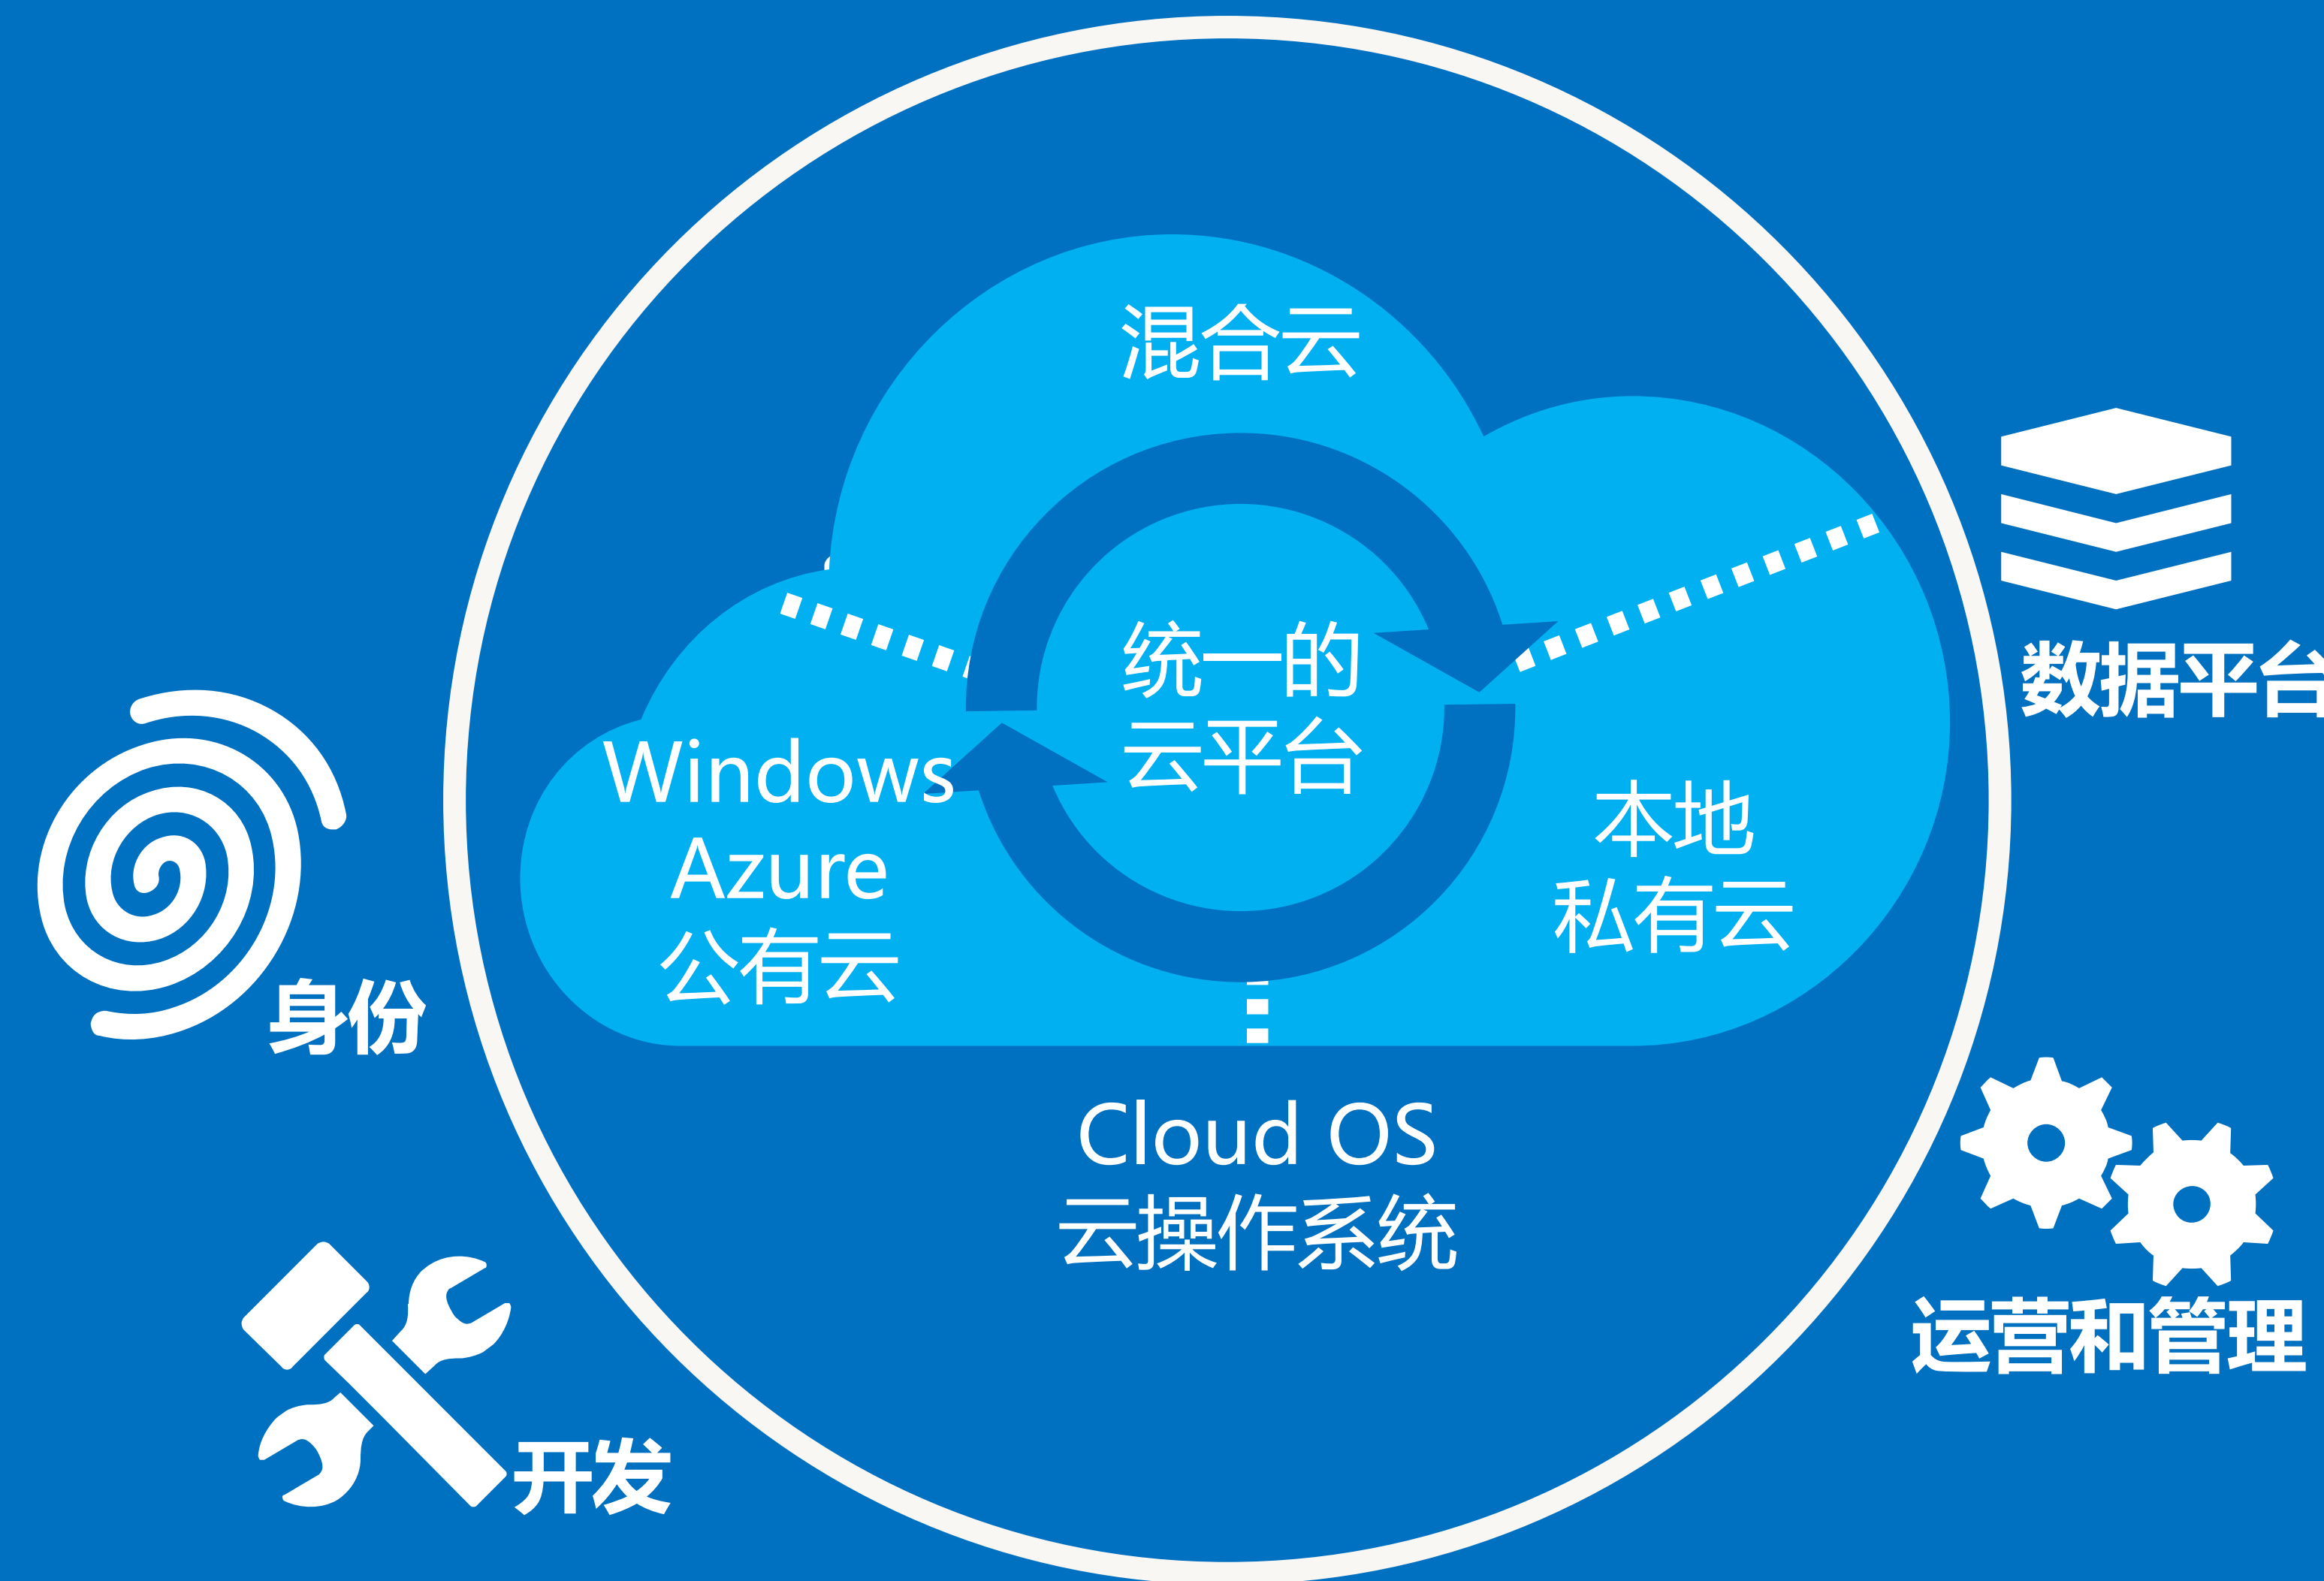 混合云
统一的
云平台
Windows
Azure
公有云
本地
私有云
数据平台
身份
Cloud OS
云操作系统
运营和管理
开发